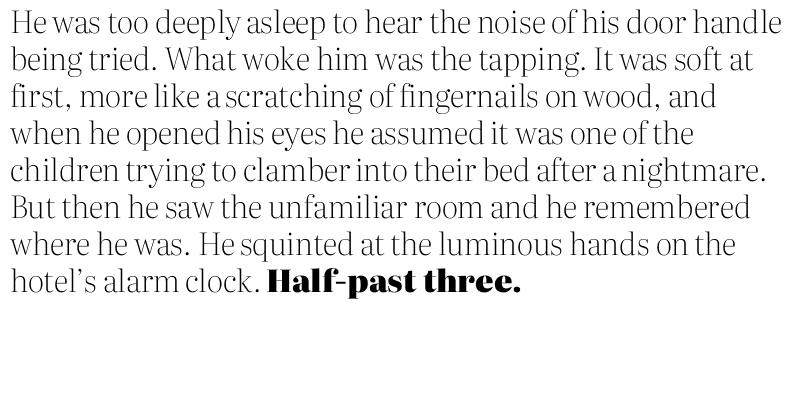 He was too deeply asleep to hear the noise of his door handle
being tried. What woke him was the tapping. It was soft at
first, more like a scratching of fingernails on wood, and
when he opened his eyes he assumed it was one of the
children trying to clamber into their bed after a nightmare.
But then he saw the unfamiliar room and he remembered
where he was. He squinted at the luminous hands on the
hotel’s alarm clock. Half-past three.